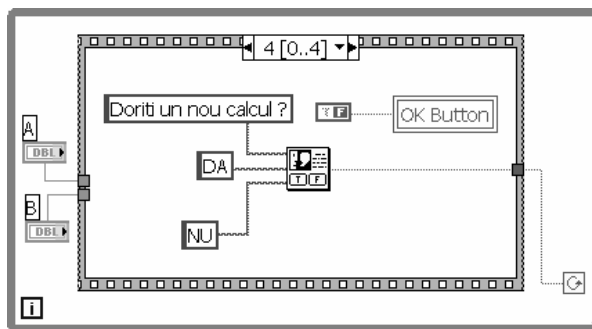 4 [0..4]
Doriti un nou calcul ?
F
OK Button
A
DBL
DA
T F
B
DBL
NU
i